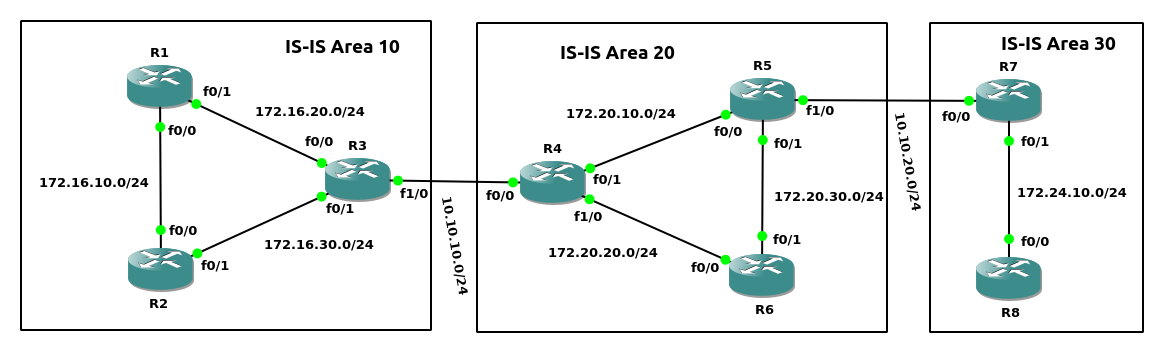 IS-IS Area 10
R1
f0/1
f0/0
172.16.20.0/24
f0/0
R3
172.16.10.0/24
f1/0
f0/1
f0/0
172.16.30.0/24
f0/1
R2
10.10.10.0/24
IS-IS Area 20
R5
172.20.10.0/24
f0/0
f1/0
f0/1
R4
f0/0
f0/1
f1/0
172.20.30.0/24
172.20.20.0/24
f0/1
f0/0
R6
10.10.20.0/24
IS-IS Area 30
R7
f0/0
f0/1
172.24.10.0/24
f0/0
R8